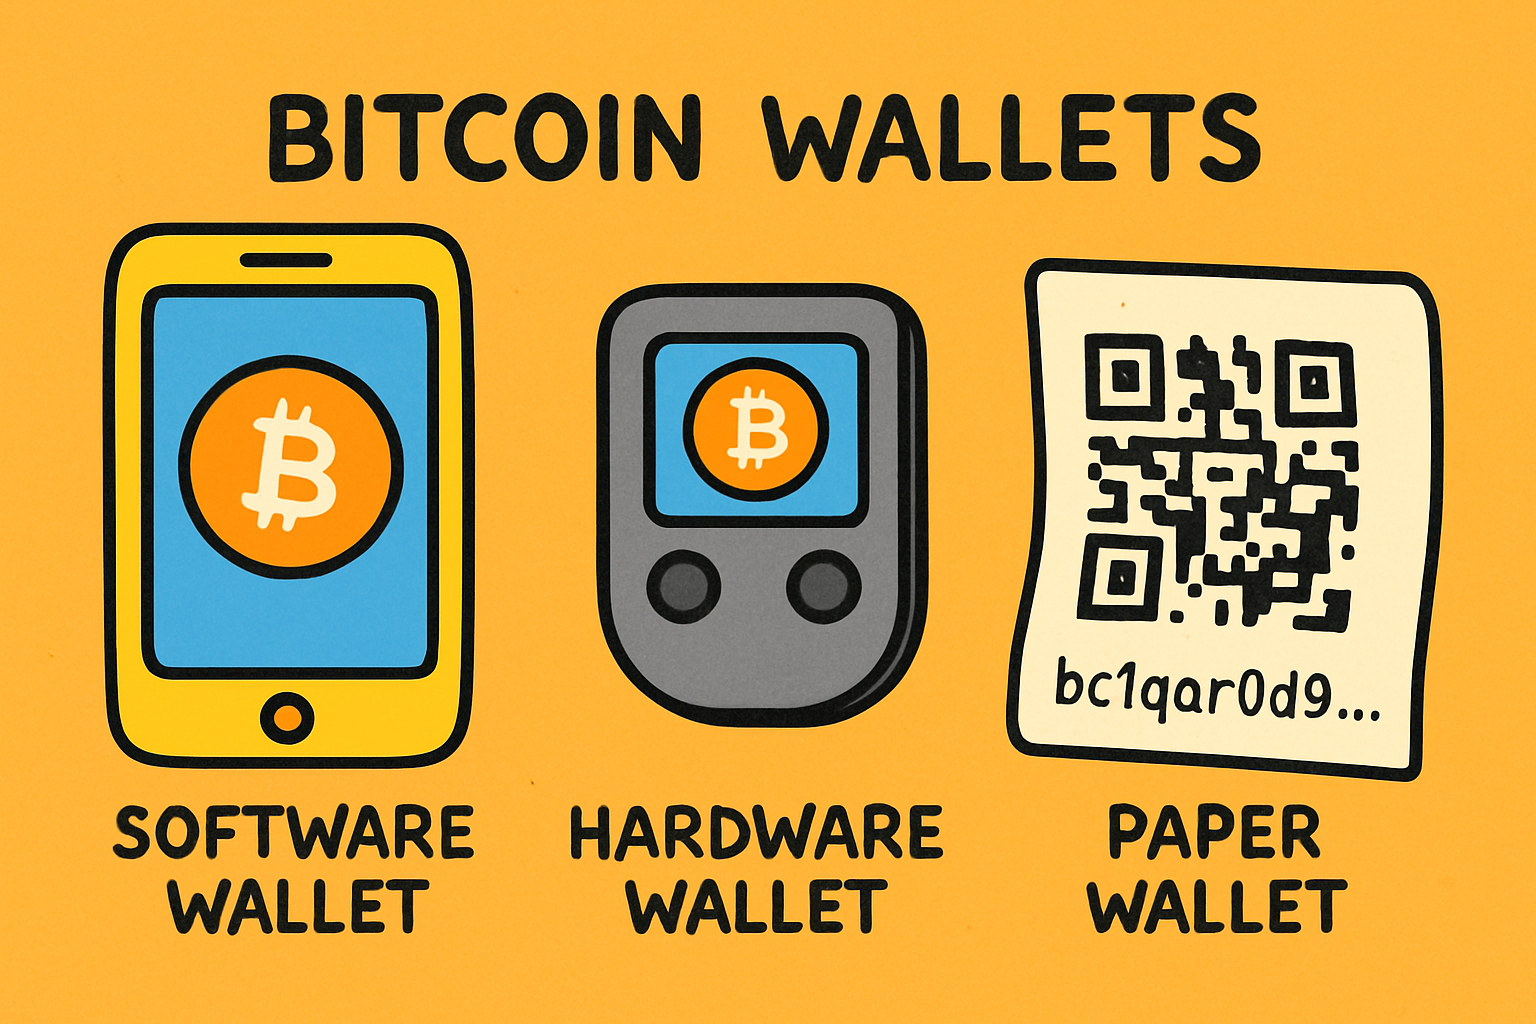 BITCOIN WALLETS
bc1qar0d9...
SOFTWARE
WALLET
HARDWARE
WALLET
PAPER
WALLET